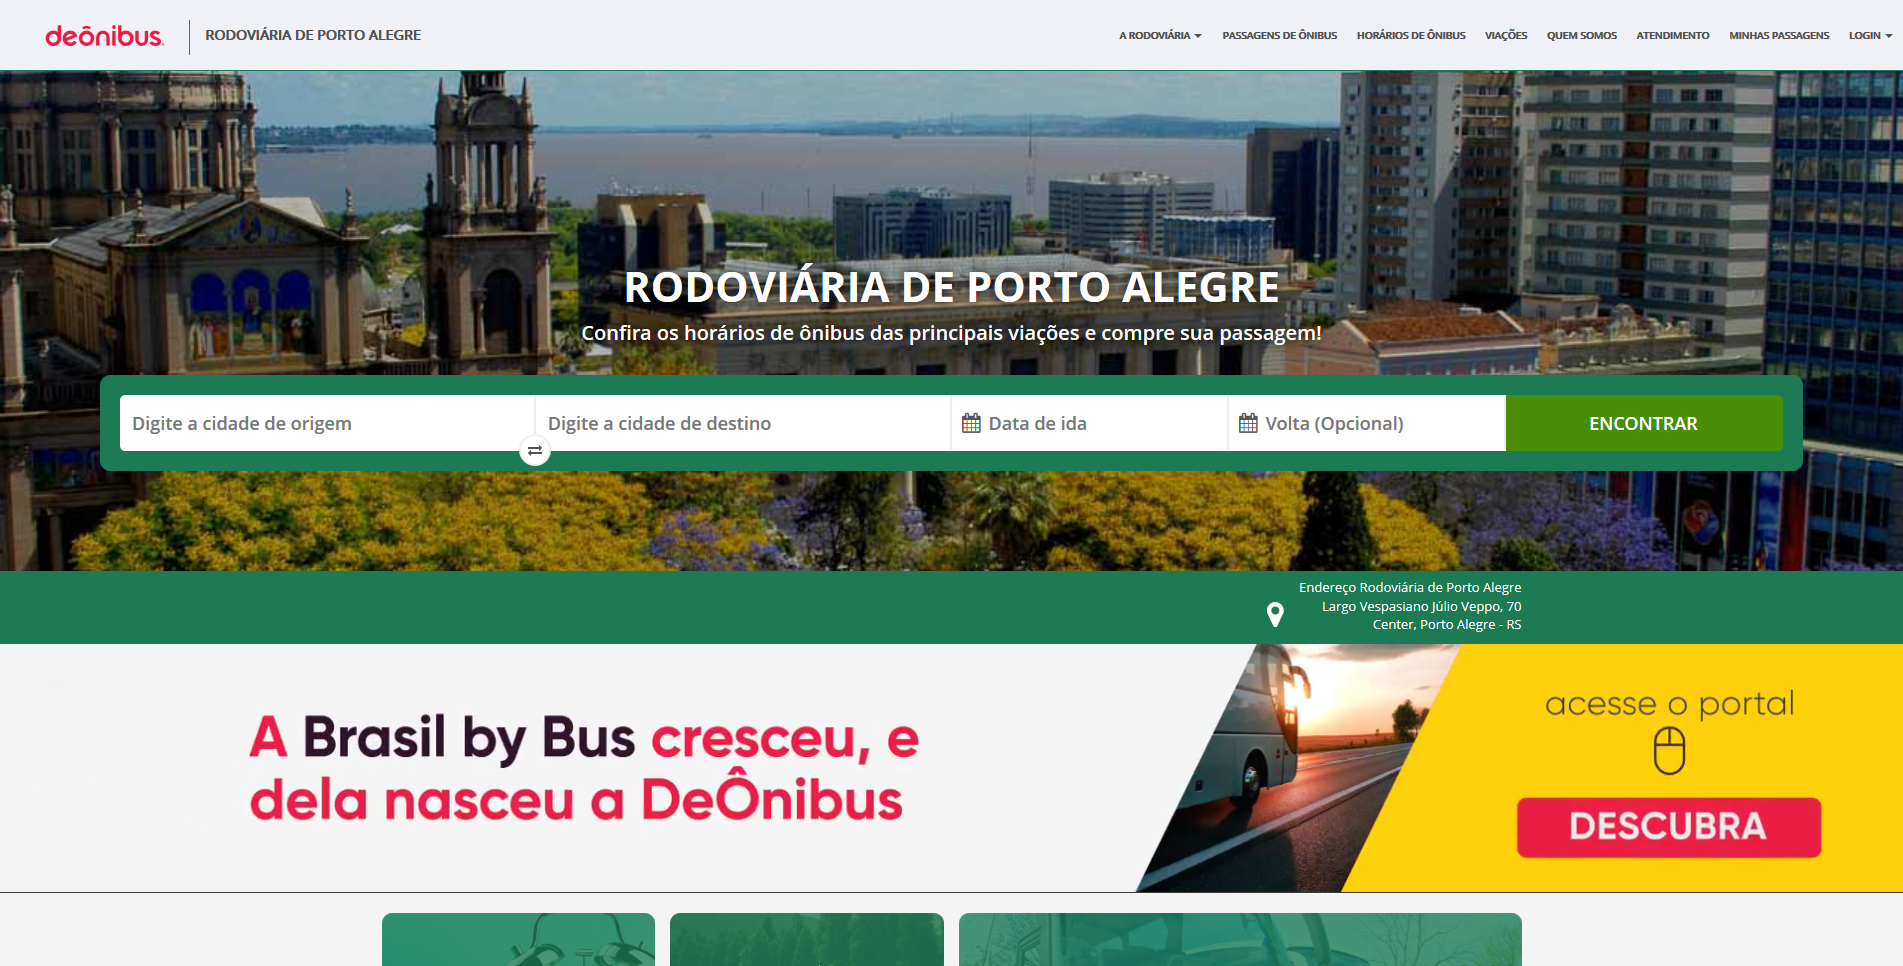 deônibus
RODOVIÁRIA DE PORTO ALEGRE
A RODOVIÁRIA
PASSAGENS DE ÔNIBUS
HORÁRIOS DE ÔNIBUS
VIAÇÕES
QUEM SOMOS
ATENDIMENTO
MINHAS PASSAGENS
LOGIN
RODOVIÁRIA DE PORTO ALEGRE
Confira os horários de ônibus das principais viações e compre sua passagem!
Digite a cidade de origem
Digite a cidade de destino
Data de ida
Volta (Opcional)
ENCONTRAR
Endereço Rodoviária de Porto Alegre
Largo Vespasiano Júlio Veppo, 70
Center, Porto Alegre - RS
A Brasil by Bus cresceu, e
dela nasceu a DeÔnibus
acesse o portal
DESCUBRA